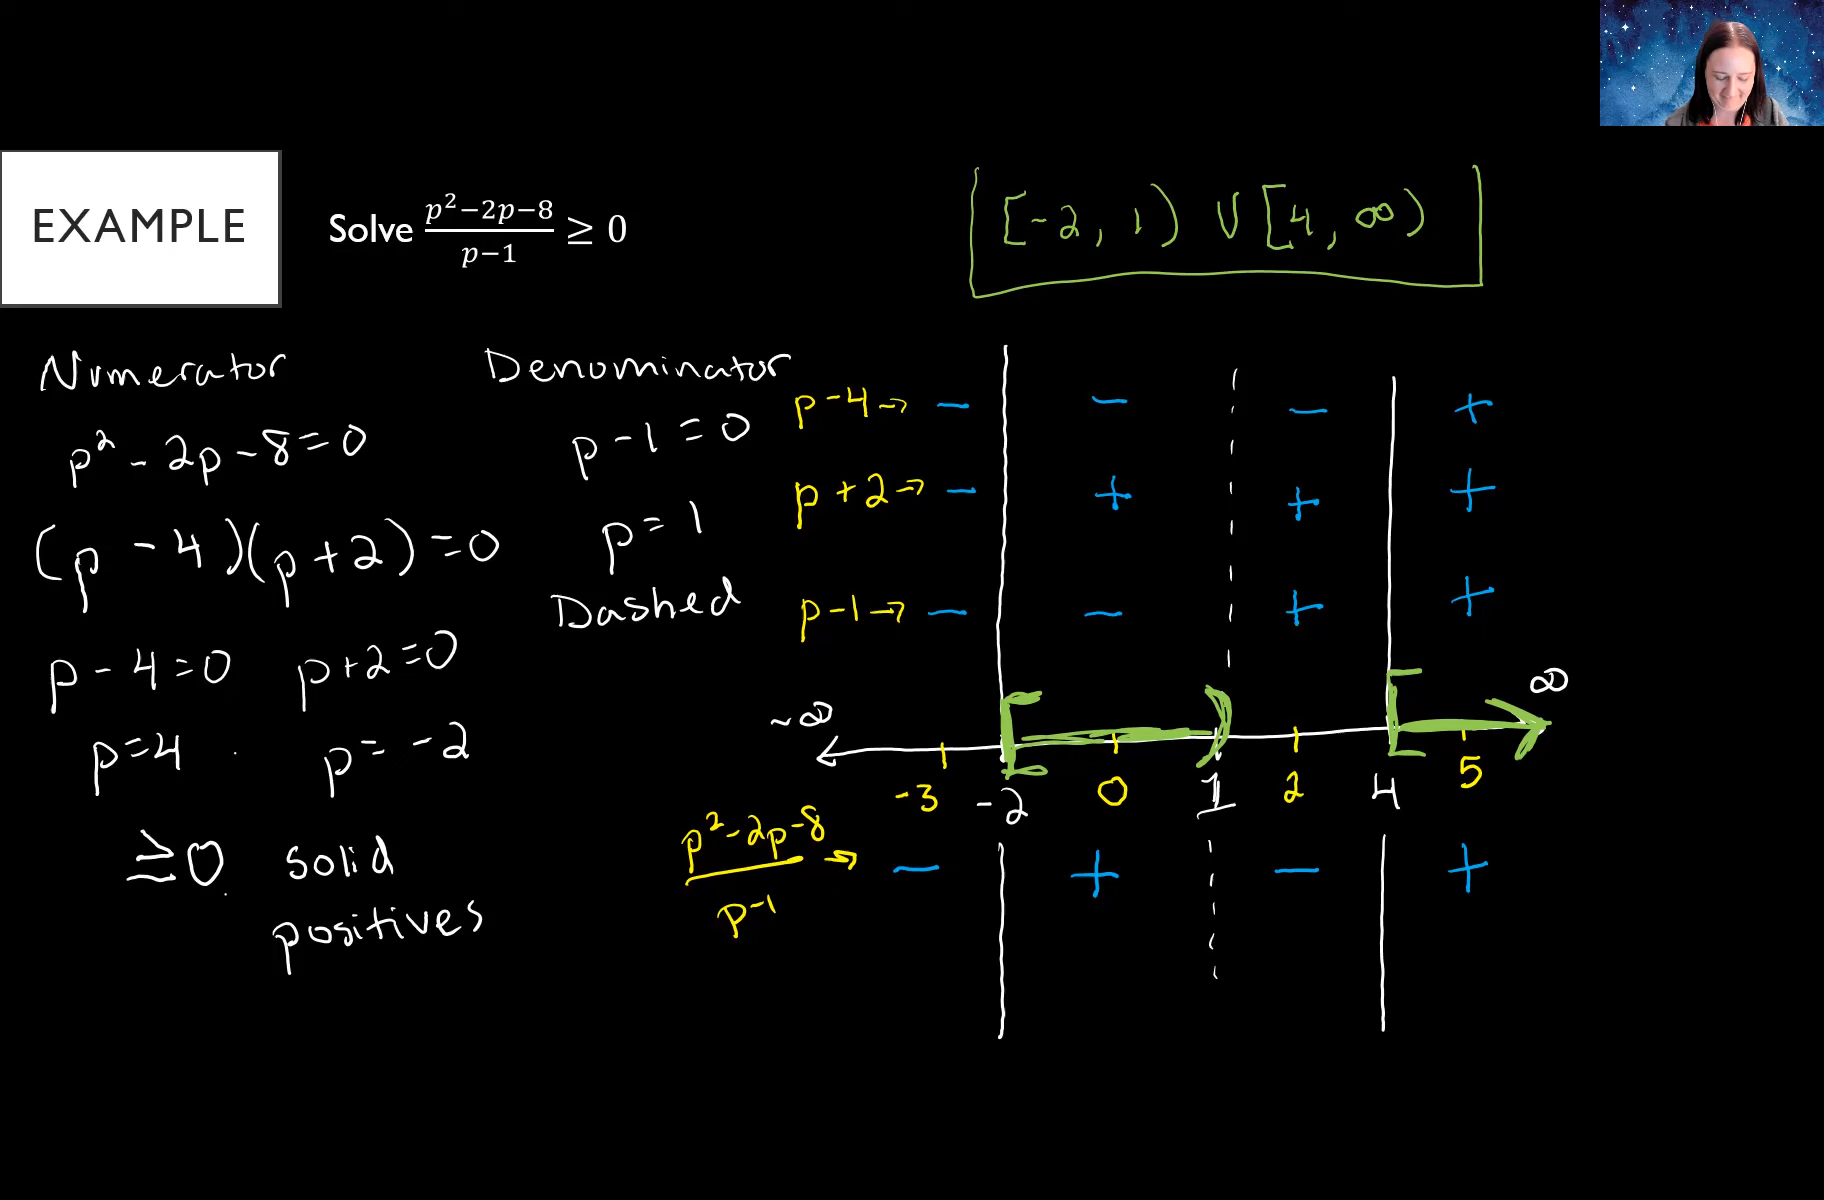 EXAMPLE
Solve (p²−2p−8)/(p−1) ≥ 0
[-2, 1) ∪ [4, ∞)
Numerator
p² - 2p - 8 = 0
(p - 4)(p + 2) = 0
p - 4 = 0 p + 2 = 0
p = 4 p = -2
≥ 0 solid
positives
Denominator
p - 1 = 0
p = 1
Dashed
p - 4 → - - - +
p + 2 → - + + +
p - 1 → - - + +
-∞ [ ) [ ∞
-3 -2 0 1 2 4 5
(p² - 2p - 8)/(p - 1) → - + - +